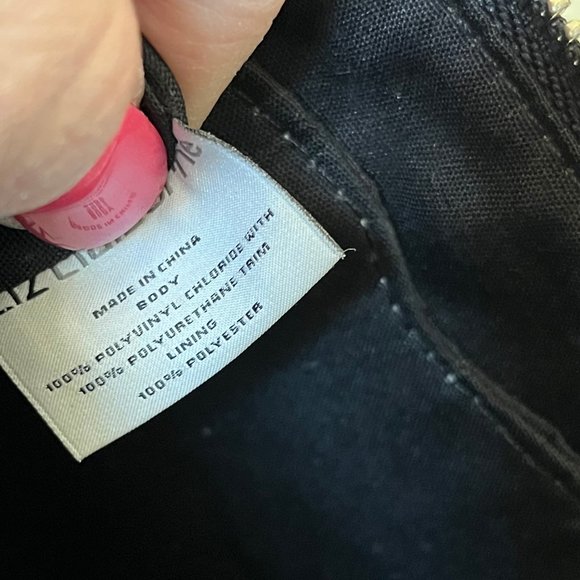 MADE IN CHINA
BODY
100% POLYVINYL CHLORIDE WITH
100% POLYURETHANE TRIM
LINING
100% POLYESTER